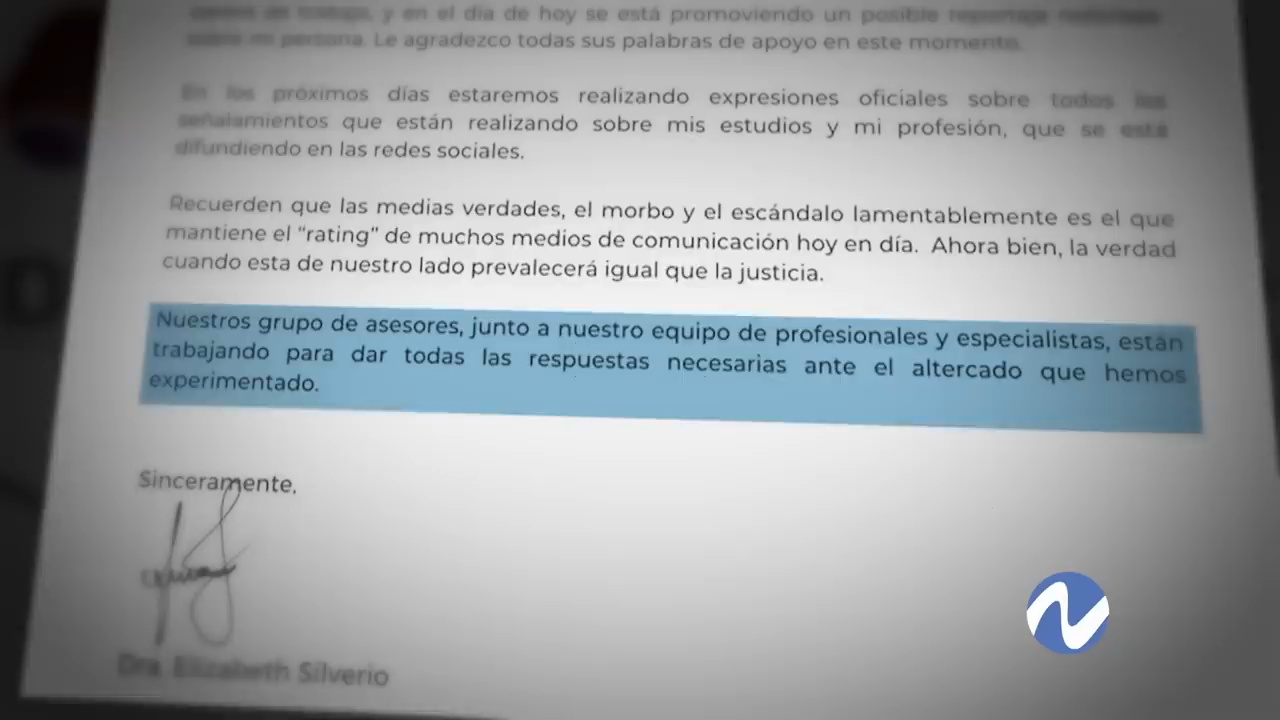 centro de trabajo, y en el día de hoy se está promoviendo un posible reportaje
sobre mi persona. Le agradezco todas sus palabras de apoyo en este momento.
En los próximos días estaremos realizando expresiones oficiales sobre todos los
señalamientos que están realizando sobre mis estudios y mi profesión, que se está
difundiendo en las redes sociales.
Recuerden que las medias verdades, el morbo y el escándalo lamentablemente es el que
mantiene el “rating” de muchos medios de comunicación hoy en día. Ahora bien, la verdad
cuando esta de nuestro lado prevalecerá igual que la justicia.
Nuestros grupo de asesores, junto a nuestro equipo de profesionales y especialistas, están
trabajando para dar todas las respuestas necesarias ante el altercado que hemos
experimentado.
Sinceramente,
Dra. Elizabeth Silverio